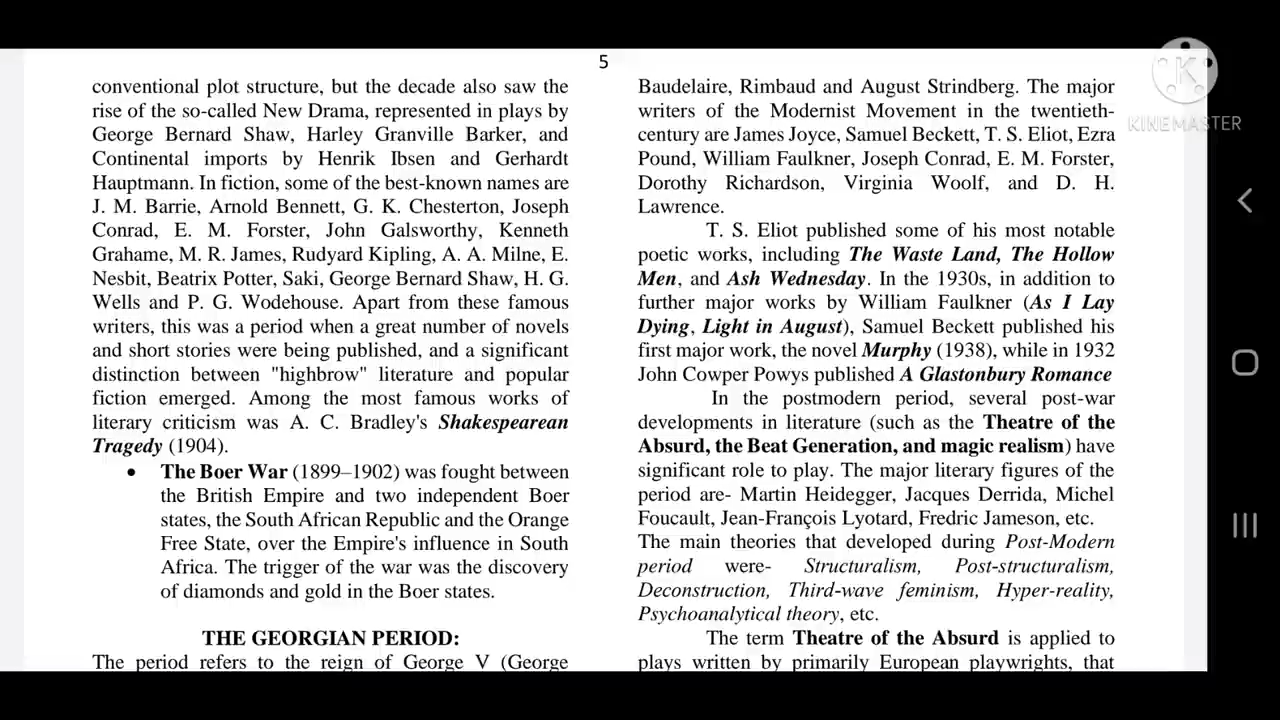 5
conventional plot structure, but the decade also saw the
rise of the so-called New Drama, represented in plays by
George Bernard Shaw, Harley Granville Barker, and
Continental imports by Henrik Ibsen and Gerhardt
Hauptmann. In fiction, some of the best-known names are
J. M. Barrie, Arnold Bennett, G. K. Chesterton, Joseph
Conrad, E. M. Forster, John Galsworthy, Kenneth
Grahame, M. R. James, Rudyard Kipling, A. A. Milne, E.
Nesbit, Beatrix Potter, Saki, George Bernard Shaw, H. G.
Wells and P. G. Wodehouse. Apart from these famous
writers, this was a period when a great number of novels
and short stories were being published, and a significant
distinction between "highbrow" literature and popular
fiction emerged. Among the most famous works of
literary criticism was A. C. Bradley's Shakespearean
Tragedy (1904).
• The Boer War (1899–1902) was fought between
the British Empire and two independent Boer
states, the South African Republic and the Orange
Free State, over the Empire's influence in South
Africa. The trigger of the war was the discovery
of diamonds and gold in the Boer states.
THE GEORGIAN PERIOD:
The period refers to the reign of George V (George
Baudelaire, Rimbaud and August Strindberg. The major
writers of the Modernist Movement in the twentieth-
century are James Joyce, Samuel Beckett, T. S. Eliot, Ezra
Pound, William Faulkner, Joseph Conrad, E. M. Forster,
Dorothy Richardson, Virginia Woolf, and D. H.
Lawrence.
T. S. Eliot published some of his most notable
poetic works, including The Waste Land, The Hollow
Men, and Ash Wednesday. In the 1930s, in addition to
further major works by William Faulkner (As I Lay
Dying, Light in August), Samuel Beckett published his
first major work, the novel Murphy (1938), while in 1932
John Cowper Powys published A Glastonbury Romance
In the postmodern period, several post-war
developments in literature (such as the Theatre of the
Absurd, the Beat Generation, and magic realism) have
significant role to play. The major literary figures of the
period are- Martin Heidegger, Jacques Derrida, Michel
Foucault, Jean-François Lyotard, Fredric Jameson, etc.
The main theories that developed during Post-Modern
period were- Structuralism, Post-structuralism,
Deconstruction, Third-wave feminism, Hyper-reality,
Psychoanalytical theory, etc.
The term Theatre of the Absurd is applied to
plays written by primarily European playwrights, that
K
KINEMASTER